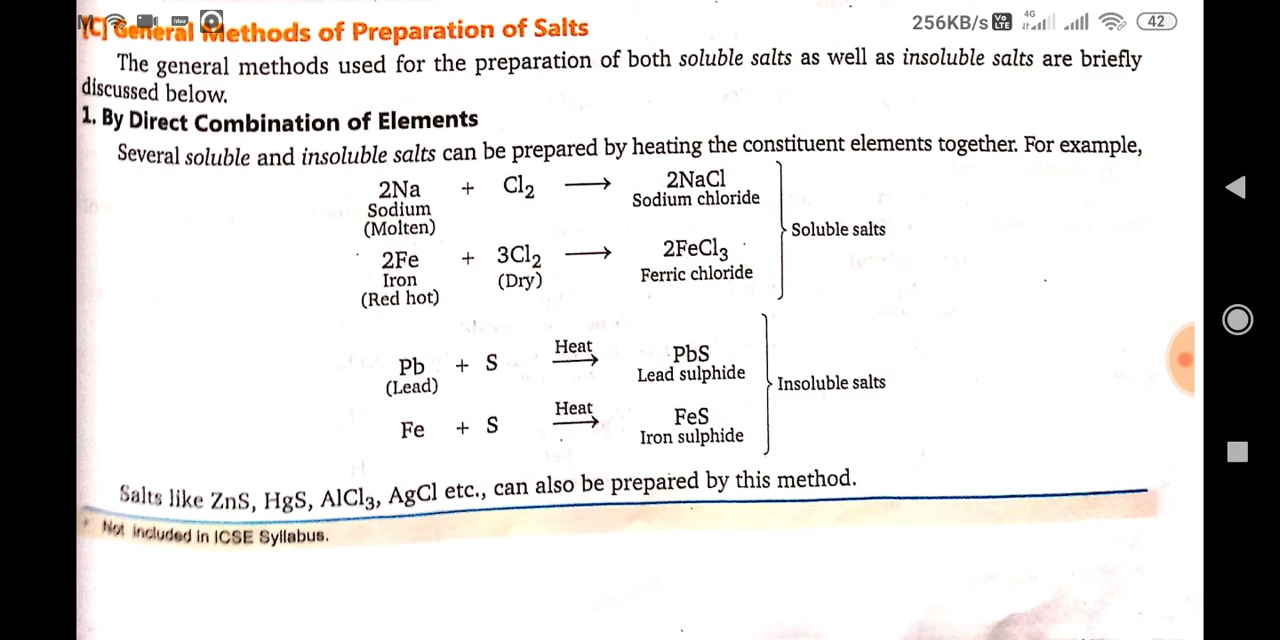 256KB/s Vo LTE 4G 42
[C] General Methods of Preparation of Salts
The general methods used for the preparation of both soluble salts as well as insoluble salts are briefly
discussed below.
1. By Direct Combination of Elements
Several soluble and insoluble salts can be prepared by heating the constituent elements together. For example,
2Na + Cl₂ ⟶ 2NaCl
Sodium Sodium chloride
(Molten)
Soluble salts
2Fe + 3Cl₂ ⟶ 2FeCl₃
Iron (Dry) Ferric chloride
(Red hot)
Heat
Pb + S ⟶ PbS
(Lead) Lead sulphide
Insoluble salts
Heat
Fe + S ⟶ FeS
Iron sulphide
Salts like ZnS, HgS, AlCl₃, AgCl etc., can also be prepared by this method.
* Not included in ICSE Syllabus.